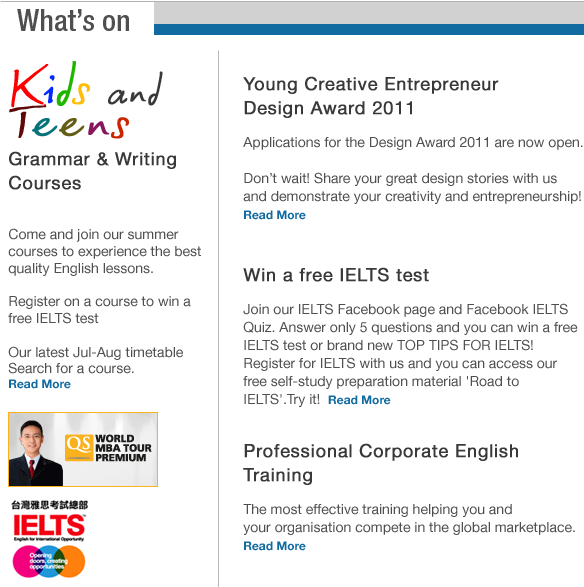 What's on
Kids and
Teens
Grammar & Writing
Courses
Come and join our summer
courses to experience the best
quality English lessons.
Register on a course to win a
free IELTS test
Our latest Jul-Aug timetable
Search for a course.
Read More
QS WORLD
MBA TOUR
PREMIUM
台灣雅思考試總部
IELTS™
English for International Opportunity
Opening
doors, creating
opportunities
Young Creative Entrepreneur
Design Award 2011
Applications for the Design Award 2011 are now open.
Don't wait! Share your great design stories with us
and demonstrate your creativity and entrepreneurship!
Read More
Win a free IELTS test
Join our IELTS Facebook page and Facebook IELTS
Quiz. Answer only 5 questions and you can win a free
IELTS test or brand new TOP TIPS FOR IELTS!
Register for IELTS with us and you can access our
free self-study preparation material 'Road to
IELTS'.Try it! Read More
Professional Corporate English
Training
The most effective training helping you and
your organisation compete in the global marketplace.
Read More